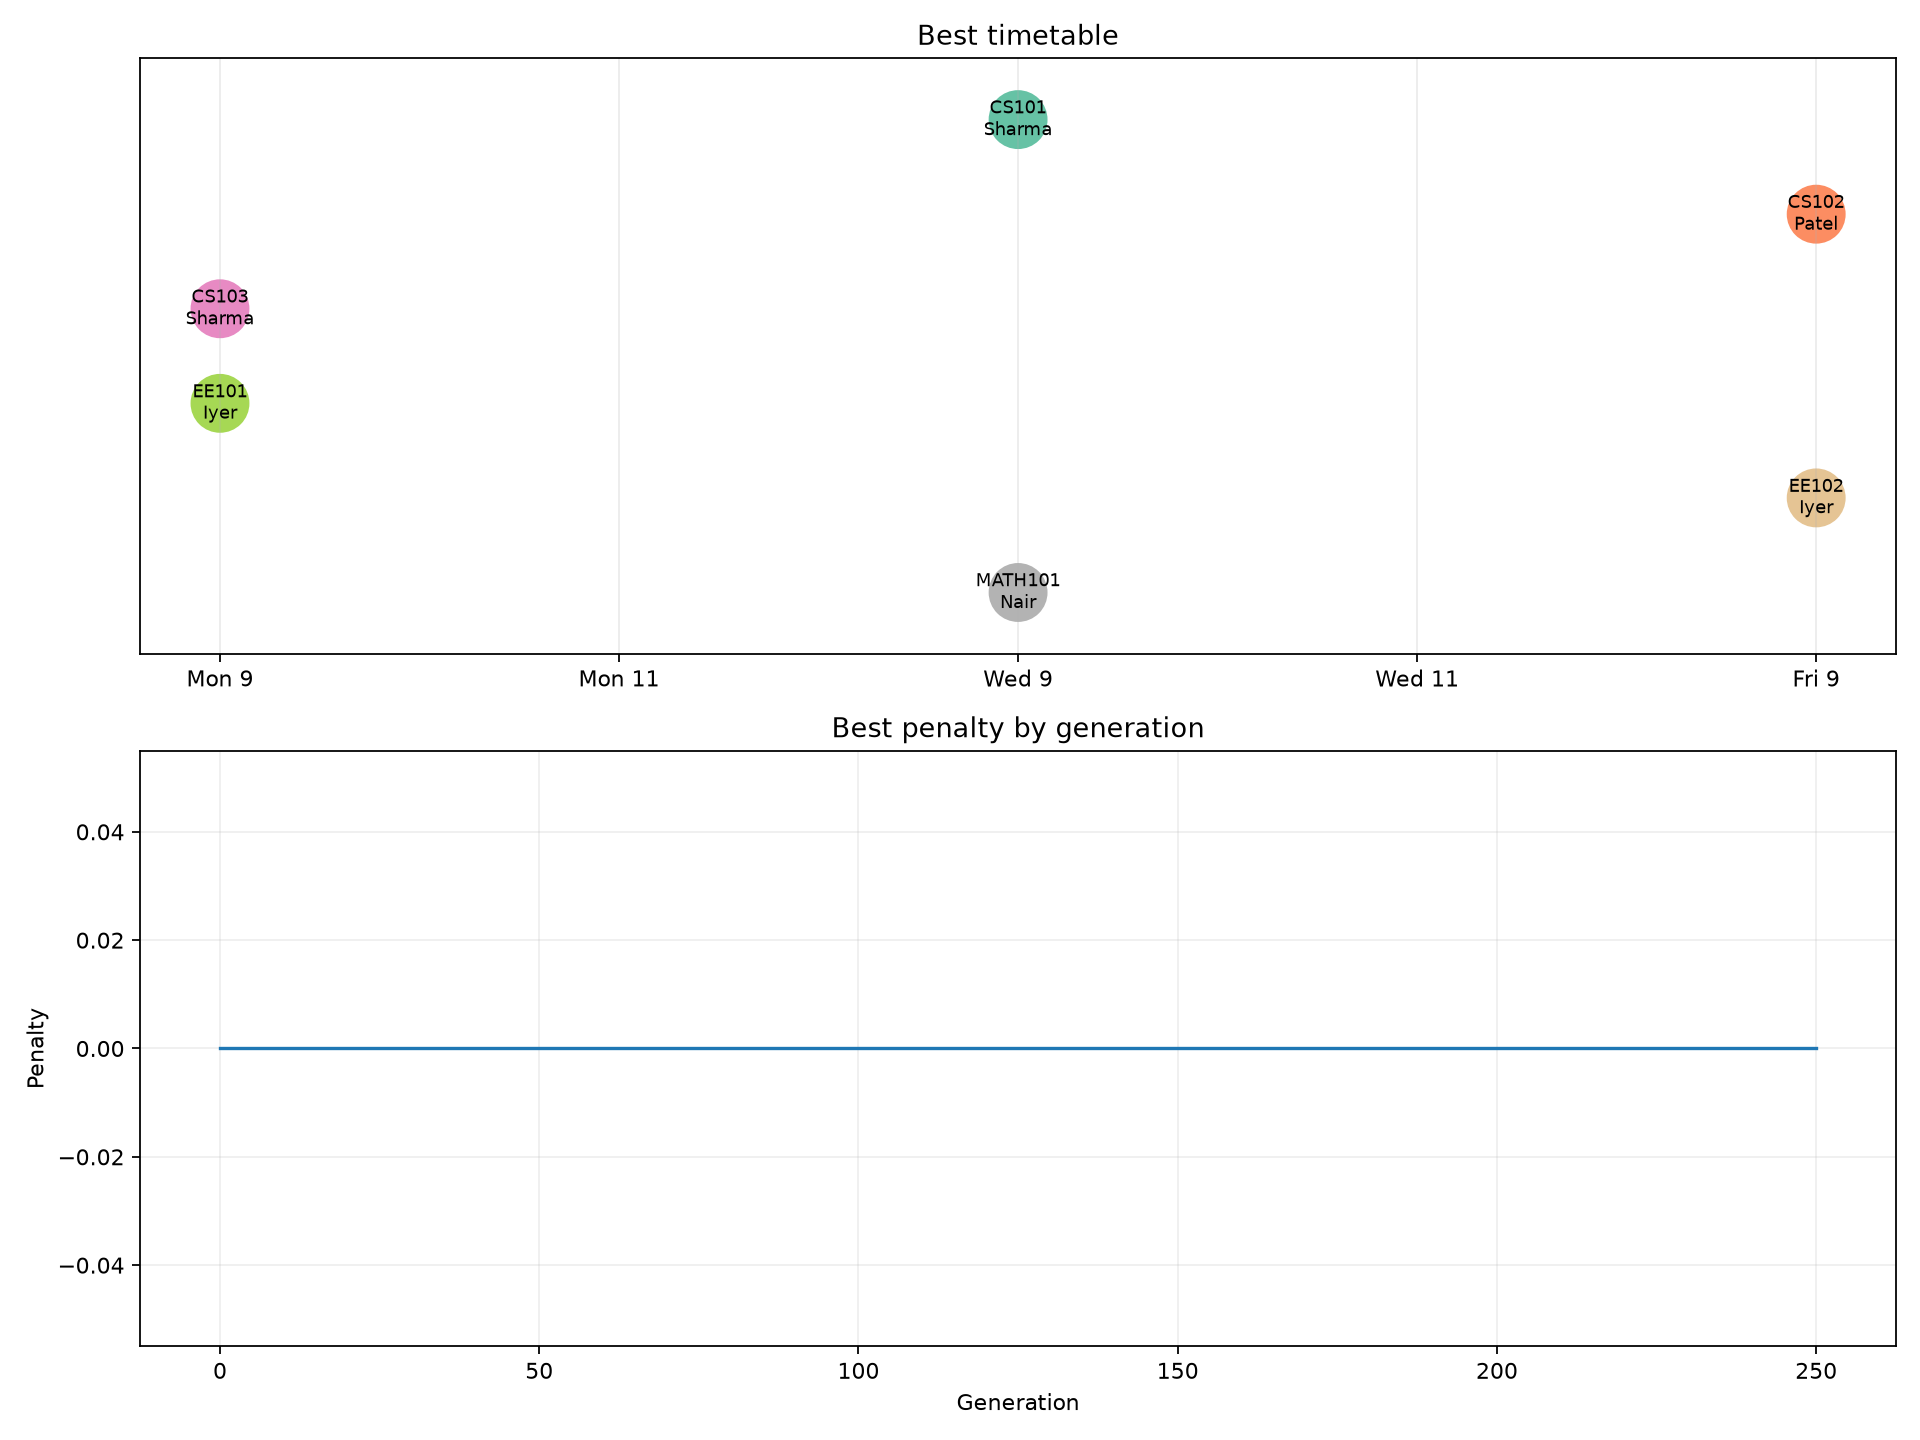 Best timetable
CS101
Sharma
CS102
Patel
CS103
Sharma
EE101
Iyer
EE102
Iyer
MATH101
Nair
Mon 9
Mon 11
Wed 9
Wed 11
Fri 9
Best penalty by generation
Penalty
0.04
0.02
0.00
−0.02
−0.04
0
50
100
150
200
250
Generation